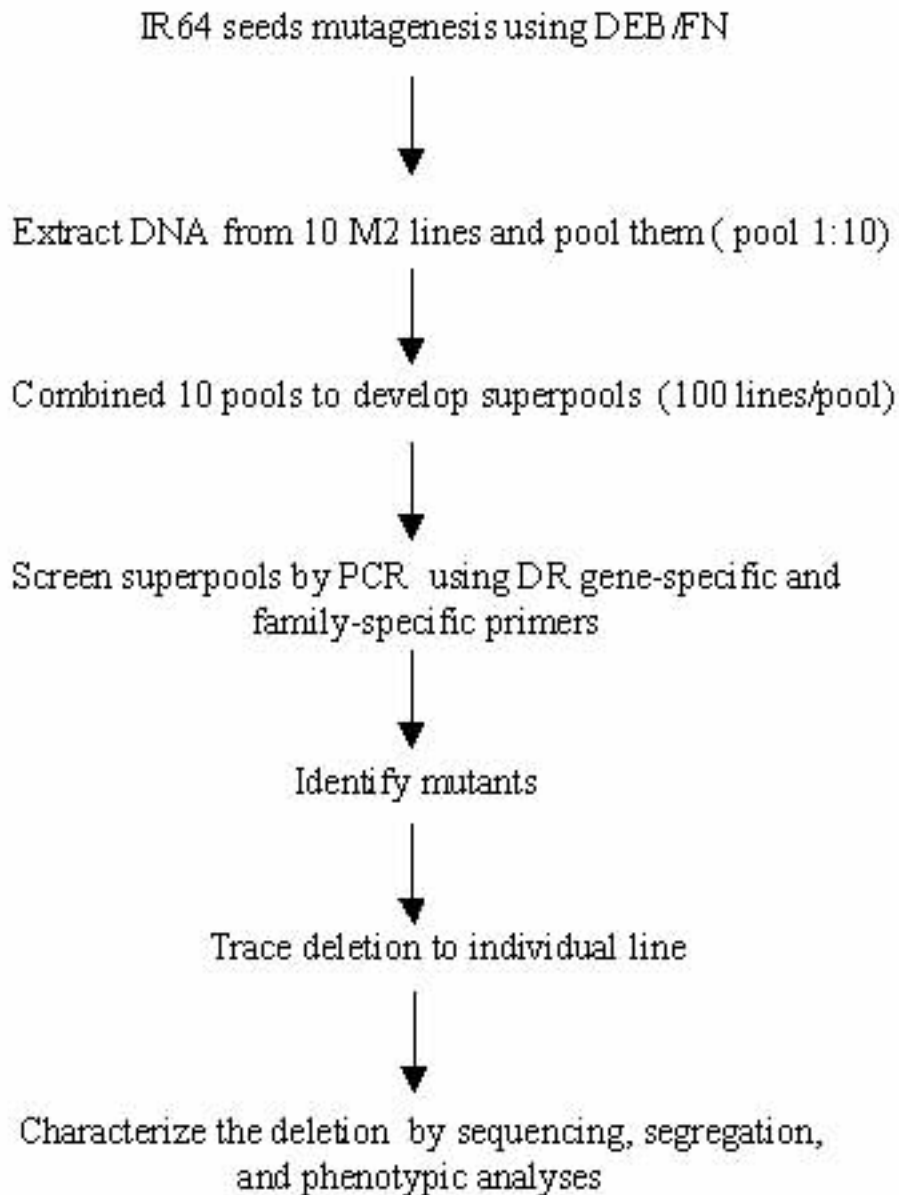 IR64 seeds mutagenesis using DEB/FN
Extract DNA from 10 M2 lines and pool them ( pool 1:10)
Combined 10 pools to develop superpools (100 lines/pool)
Screen superpools by PCR using DR gene-specific and
family-specific primers
Identify mutants
Trace deletion to individual line
Characterize the deletion by sequencing, segregation,
and phenotypic analyses